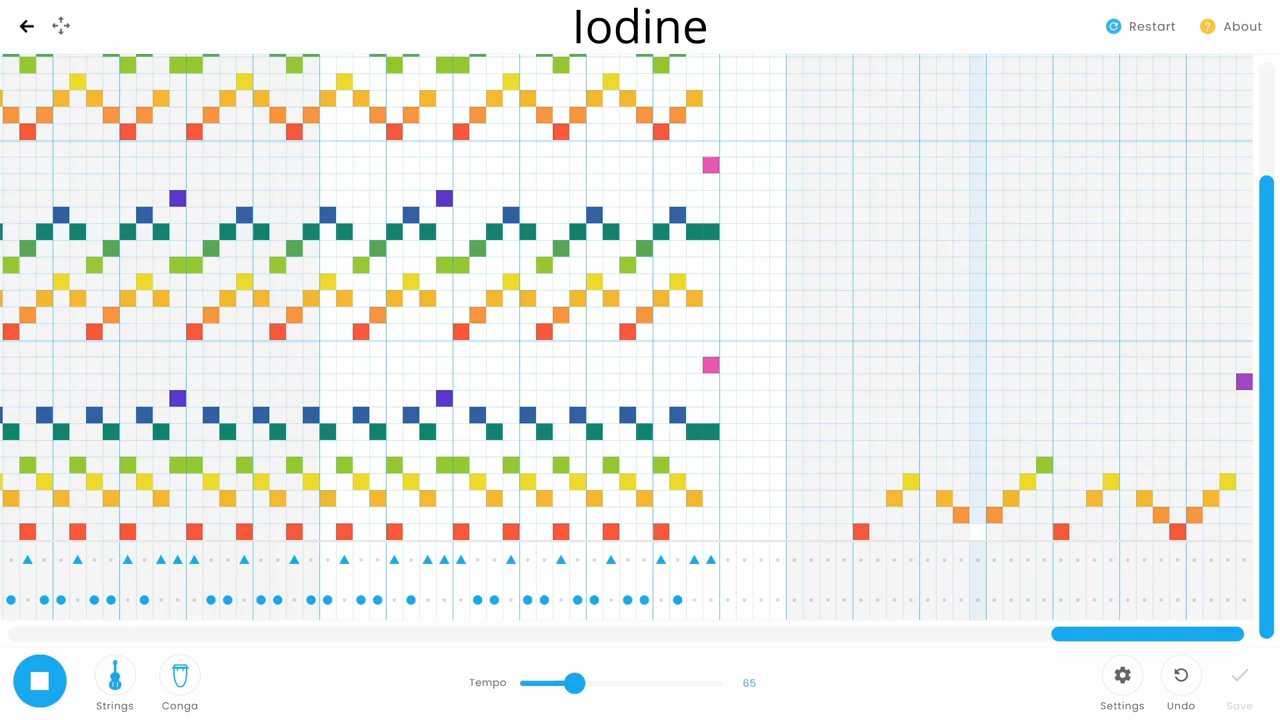 Iodine
Restart
About
Tempo
65
Strings
Conga
Settings
Undo
Save